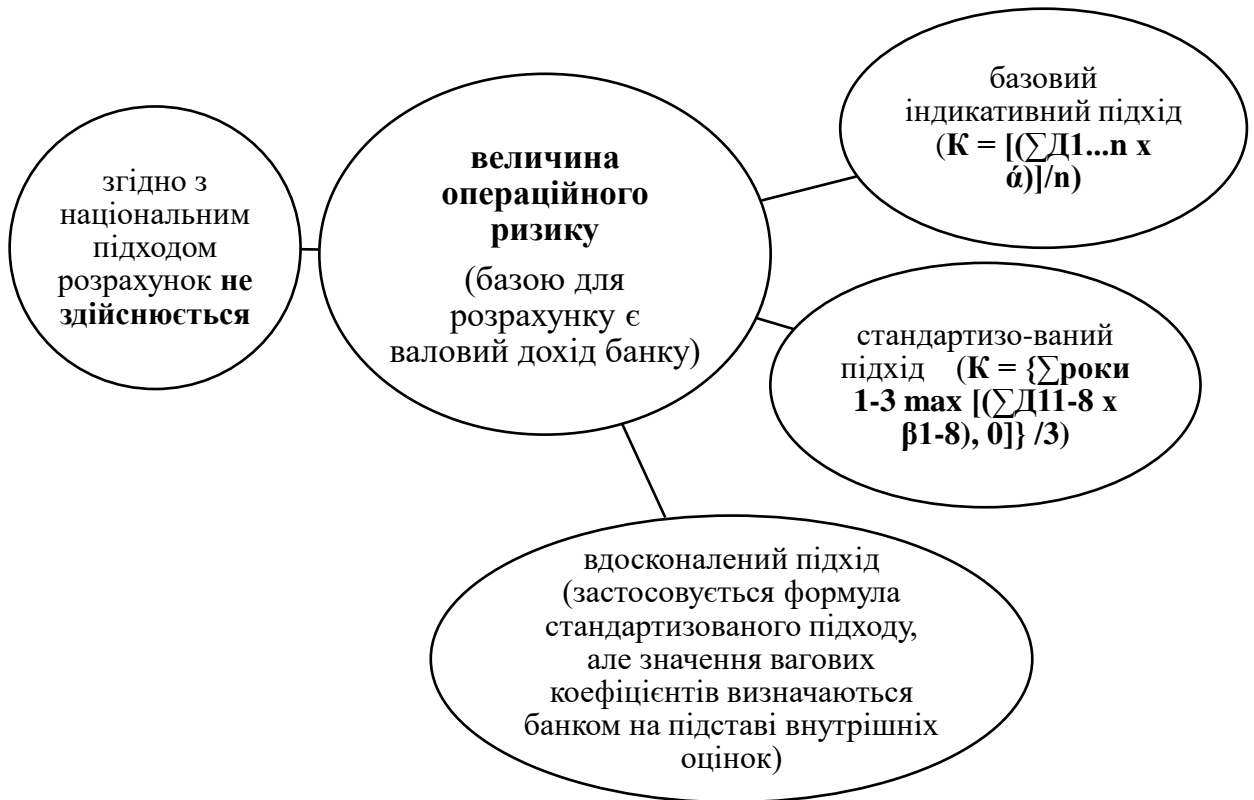 згідно з
національним
підходом
розрахунок не
здійснюється
величина
операційного
ризику
(базою для
розрахунку є
валовий дохід банку)
базовий
індикативний підхід
(К = [(∑Д1...n х
ά)]/n)
стандартизо-ваний
підхід (К = {∑роки
1-3 max [(∑Д11-8 х
β1-8), 0]} /3)
вдосконалений підхід
(застосовується формула
стандартизованого підходу,
але значення вагових
коефіцієнтів визначаються
банком на підставі внутрішніх
оцінок)